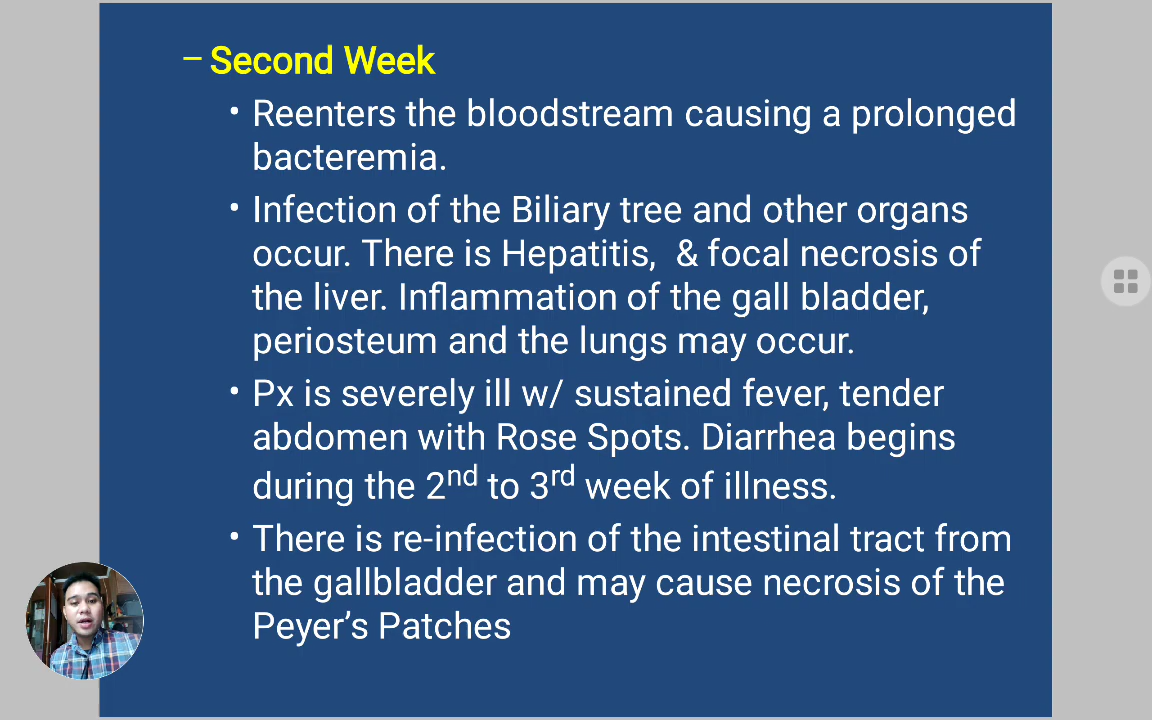 – Second Week
• Reenters the bloodstream causing a prolonged
bacteremia.
• Infection of the Biliary tree and other organs
occur. There is Hepatitis,  & focal necrosis of
the liver. Inflammation of the gall bladder,
periosteum and the lungs may occur.
• Px is severely ill w/ sustained fever, tender
abdomen with Rose Spots. Diarrhea begins
during the 2nd to 3rd week of illness.
• There is re-infection of the intestinal tract from
the gallbladder and may cause necrosis of the
Peyer’s Patches